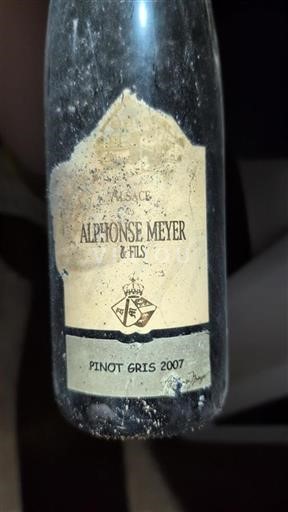 ALSACE
ALPHONSE MEYER
& FILS
PINOT GRIS 2007